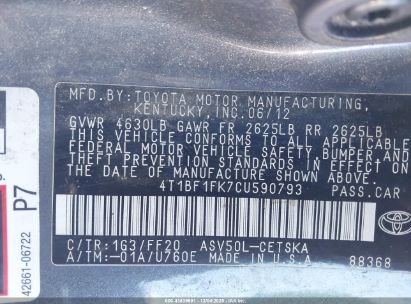 MFD. BY: TOYOTA MOTOR MANUFACTURING,
KENTUCKY, INC. 06/12
GVWR 4630LB GAWR FR 2625LB RR 2625LB
THIS VEHICLE CONFORMS TO ALL APPLICABLE
FEDERAL MOTOR VEHICLE SAFETY, BUMPER, AND
THEFT PREVENTION STANDARDS IN EFFECT ON
THE DATE OF MANUFACTURE SHOWN ABOVE.
4T1BF1FK7CU590793 PASS.CAR
C/TR:1G3/FF20 ASV50L-CETSKA
A/TM:-01A/U760E MADE IN U.S.A 88368
P7
42661-06722